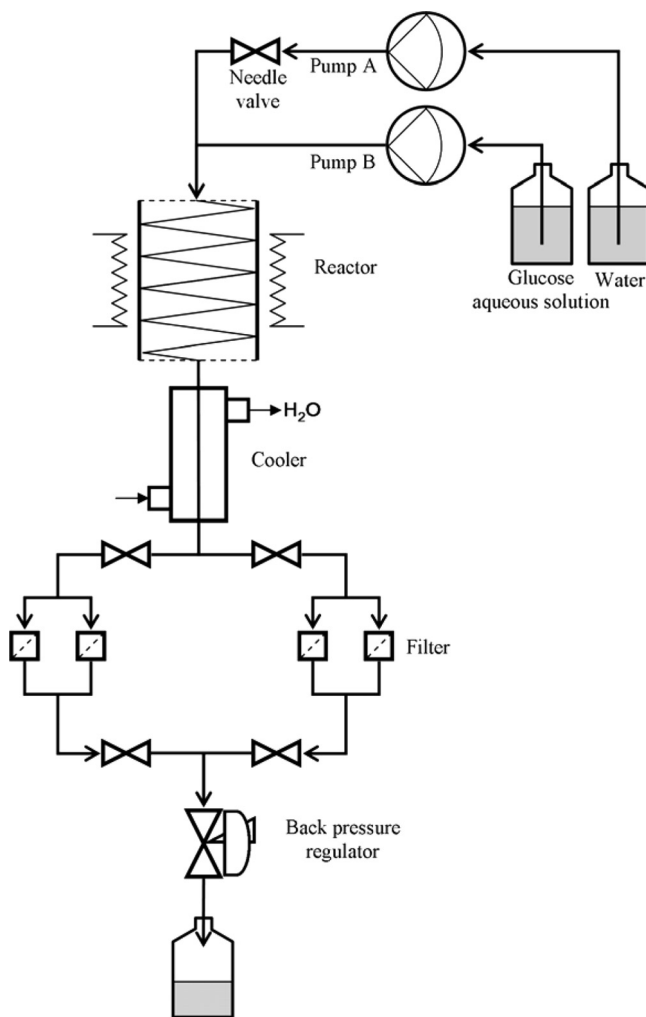 Needle
valve
Pump A
Pump B
Glucose
aqueous solution
Water
Reactor
H₂O
Cooler
Filter
Back pressure
regulator